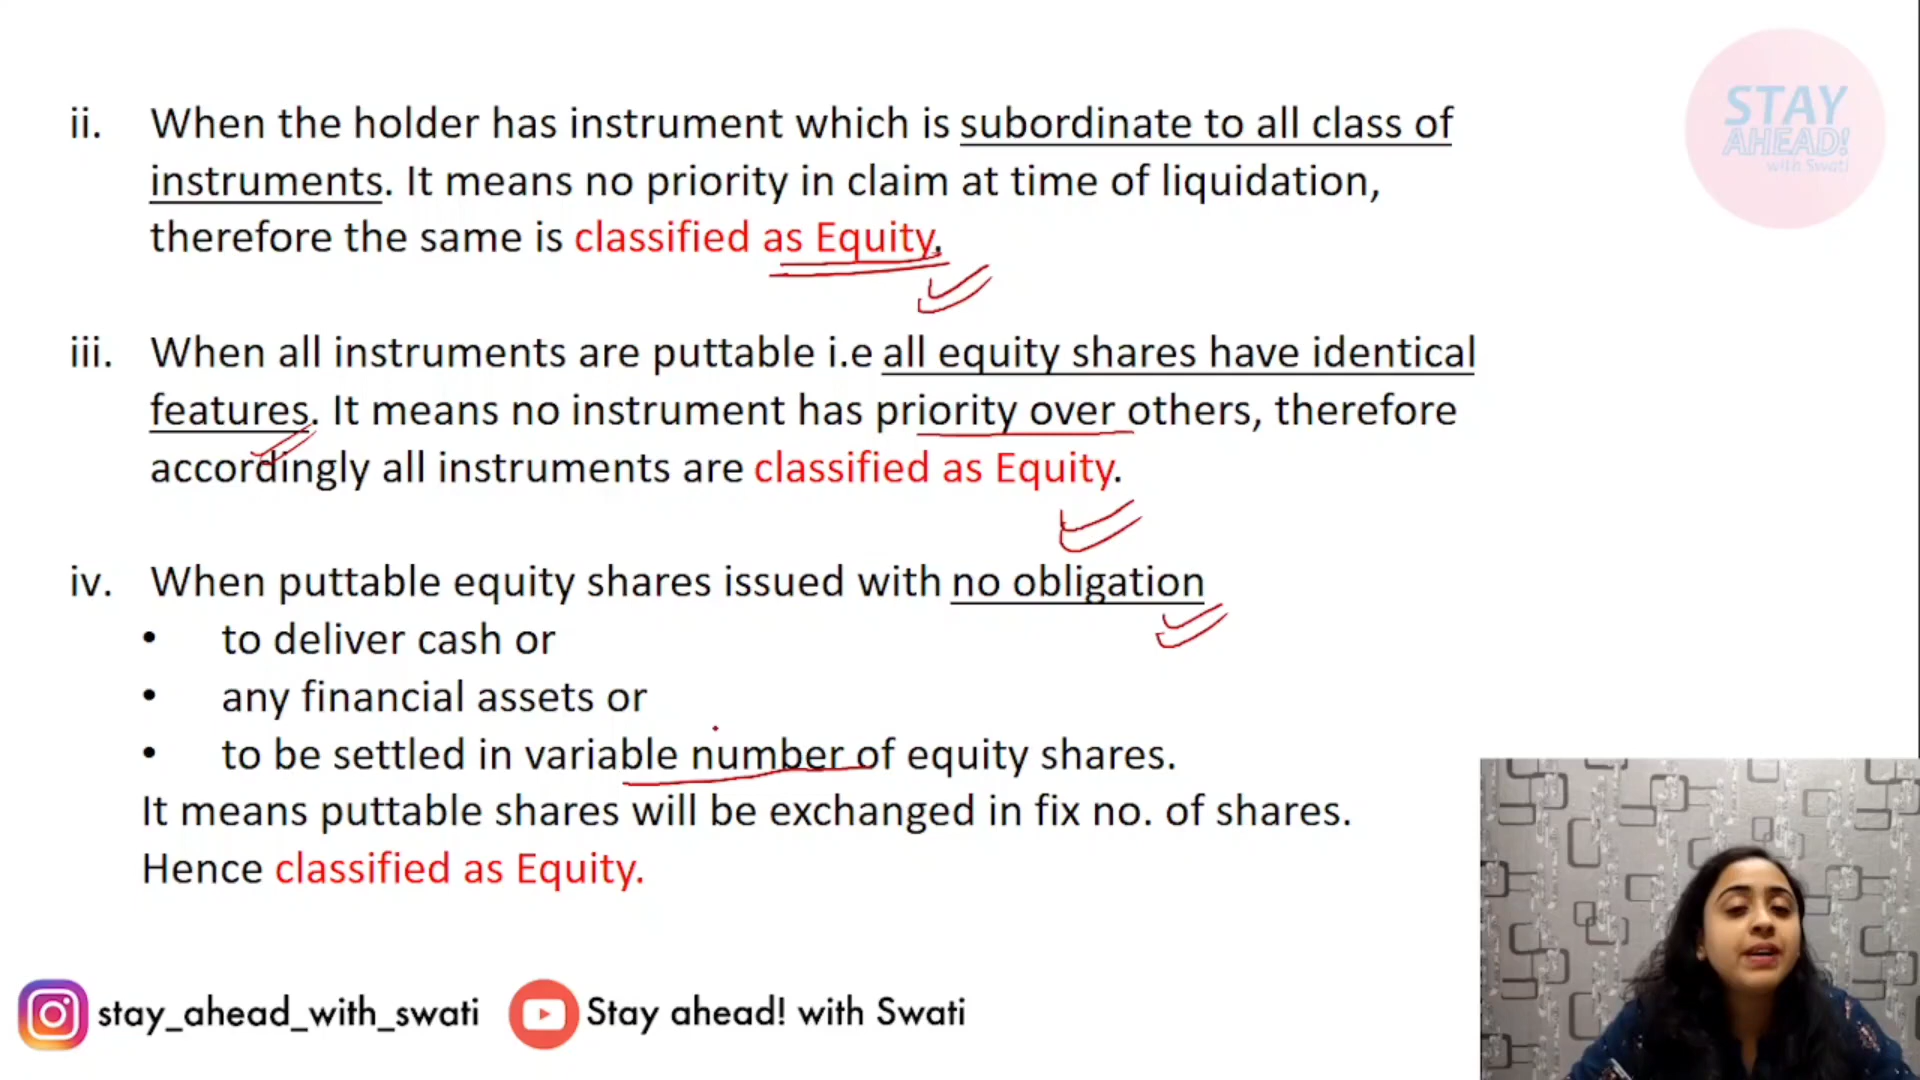 ii. When the holder has instrument which is subordinate to all class of
instruments. It means no priority in claim at time of liquidation,
therefore the same is classified as Equity.
iii. When all instruments are puttable i.e all equity shares have identical
features. It means no instrument has priority over others, therefore
accordingly all instruments are classified as Equity.
iv. When puttable equity shares issued with no obligation
• to deliver cash or
• any financial assets or
• to be settled in variable number of equity shares.
It means puttable shares will be exchanged in fix no. of shares.
Hence classified as Equity.
STAY
AHEAD!
with Swati
stay_ahead_with_swati
Stay ahead! with Swati